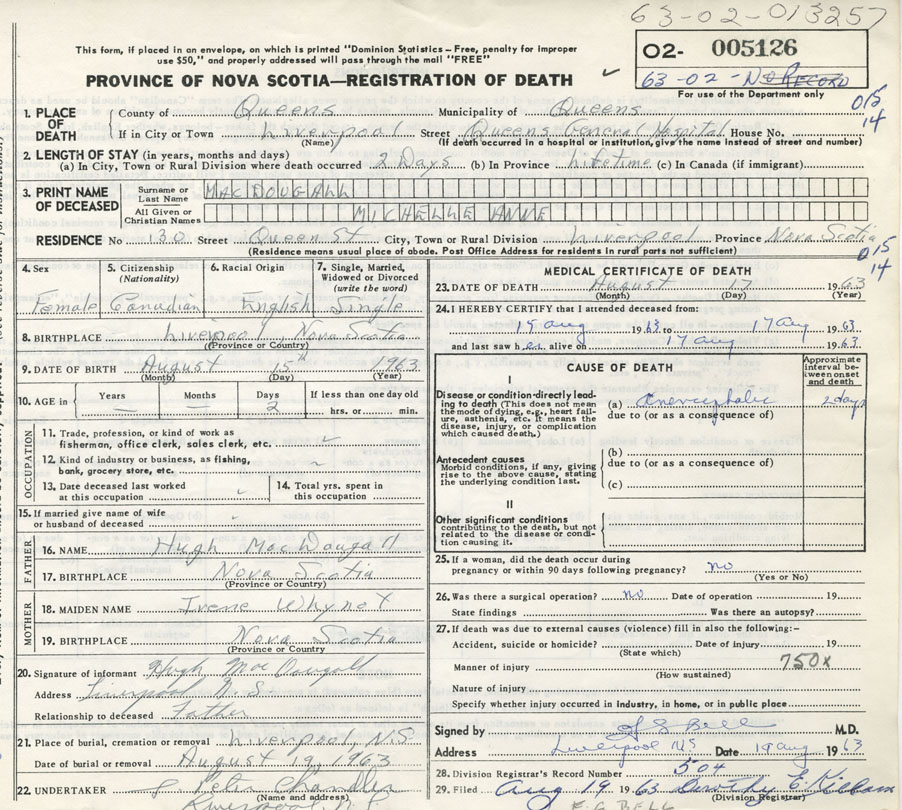 63-02-013257
This form, if placed in an envelope, on which is printed "Dominion Statistics - Free, penalty for improper
use $50," and properly addressed will pass through the mail "FREE"
02- 005126
PROVINCE OF NOVA SCOTIA—REGISTRATION OF DEATH ✓
63-02-No RECORD
For use of the Department only
015
14
1. PLACE OF DEATH
County of Queens Municipality of Queens
If in City or Town Liverpool Street Queens General Hospital House No.
(Name) (If death occurred in a hospital or institution, give the name instead of street and number)
2. LENGTH OF STAY (in years, months and days)
(a) In City, Town or Rural Division where death occurred 2 Days (b) In Province lifetime (c) In Canada (if immigrant)
3. PRINT NAME OF DECEASED
Surname or Last Name MACDOUGALL
All Given or Christian Names MICHELLE ANNE
RESIDENCE No 130 Street Queen St City, Town or Rural Division Liverpool Province Nova Scotia
(Residence means usual place of abode. Post Office Address for residents in rural parts not sufficient)
015
14
4. Sex Female
5. Citizenship (Nationality) Canadian
6. Racial Origin English
7. Single, Married, Widowed or Divorced (write the word) Single
8. BIRTHPLACE Liverpool Nova Scotia
(Province or Country)
9. DATE OF BIRTH August 15th 1963
(Month) (Day) (Year)
10. AGE in Years — Months — Days 2 If less than one day old hrs. or min.
OCCUPATION
11. Trade, profession, or kind of work as fisherman, office clerk, sales clerk, etc.
12. Kind of industry or business, as fishing, bank, grocery store, etc.
13. Date deceased last worked at this occupation
14. Total yrs. spent in this occupation
15. If married give name of wife or husband of deceased
FATHER
16. NAME Hugh MacDougall
17. BIRTHPLACE Nova Scotia
(Province or Country)
MOTHER
18. MAIDEN NAME Irene Whynot
19. BIRTHPLACE Nova Scotia
(Province or Country)
20. Signature of informant Hugh MacDougall
Address Liverpool N.S.
Relationship to deceased Father
21. Place of burial, cremation or removal Liverpool, N.S.
Date of burial or removal August 19, 1963
22. UNDERTAKER Peter Chandler
(Name and address)
MEDICAL CERTIFICATE OF DEATH
23. DATE OF DEATH August 17 1963
(Month) (Day) (Year)
24. I HEREBY CERTIFY that I attended deceased from:
15 aug 1963 to 17 Aug 1963
and last saw her alive on 17 aug 1963
CAUSE OF DEATH
Approximate interval between onset and death
I
Disease or condition-directly leading to death (This does not mean the mode of dying, e.g., heart failure, asthenia, etc. It means the disease, injury, or complication which caused death.)
(a) anencephalic 2 days
due to (or as a consequence of)
Antecedent causes
Morbid conditions, if any, giving rise to the above cause, stating the underlying condition last.
(b)
due to (or as a consequence of)
(c)
II
Other significant conditions contributing to the death, but not related to the disease or condition causing it.
25. If a woman, did the death occur during pregnancy or within 90 days following pregnancy? no
(Yes or No)
26. Was there a surgical operation? no Date of operation 19
State findings Was there an autopsy?
27. If death was due to external causes (violence) fill in also the following:—
Accident, suicide or homicide? Date of injury 19
(State which)
Manner of injury 750x
(How sustained)
Nature of injury
Specify whether injury occurred in industry, in home, or in public place
Signed by J S Bell M.D.
Address Liverpool NS Date 19 aug 1963
28. Division Registrar's Record Number 504
29. Filed Aug 19 1963 Dorothy E.
(Division Registrar)
BELL